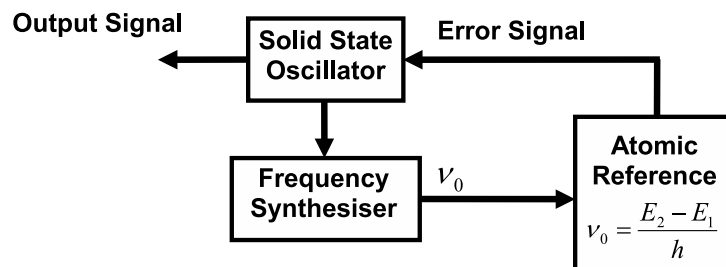 Output Signal
Solid State
Oscillator
Error Signal
Frequency
Synthesiser
ν₀
Atomic
Reference
ν₀ = (E₂ − E₁) / h